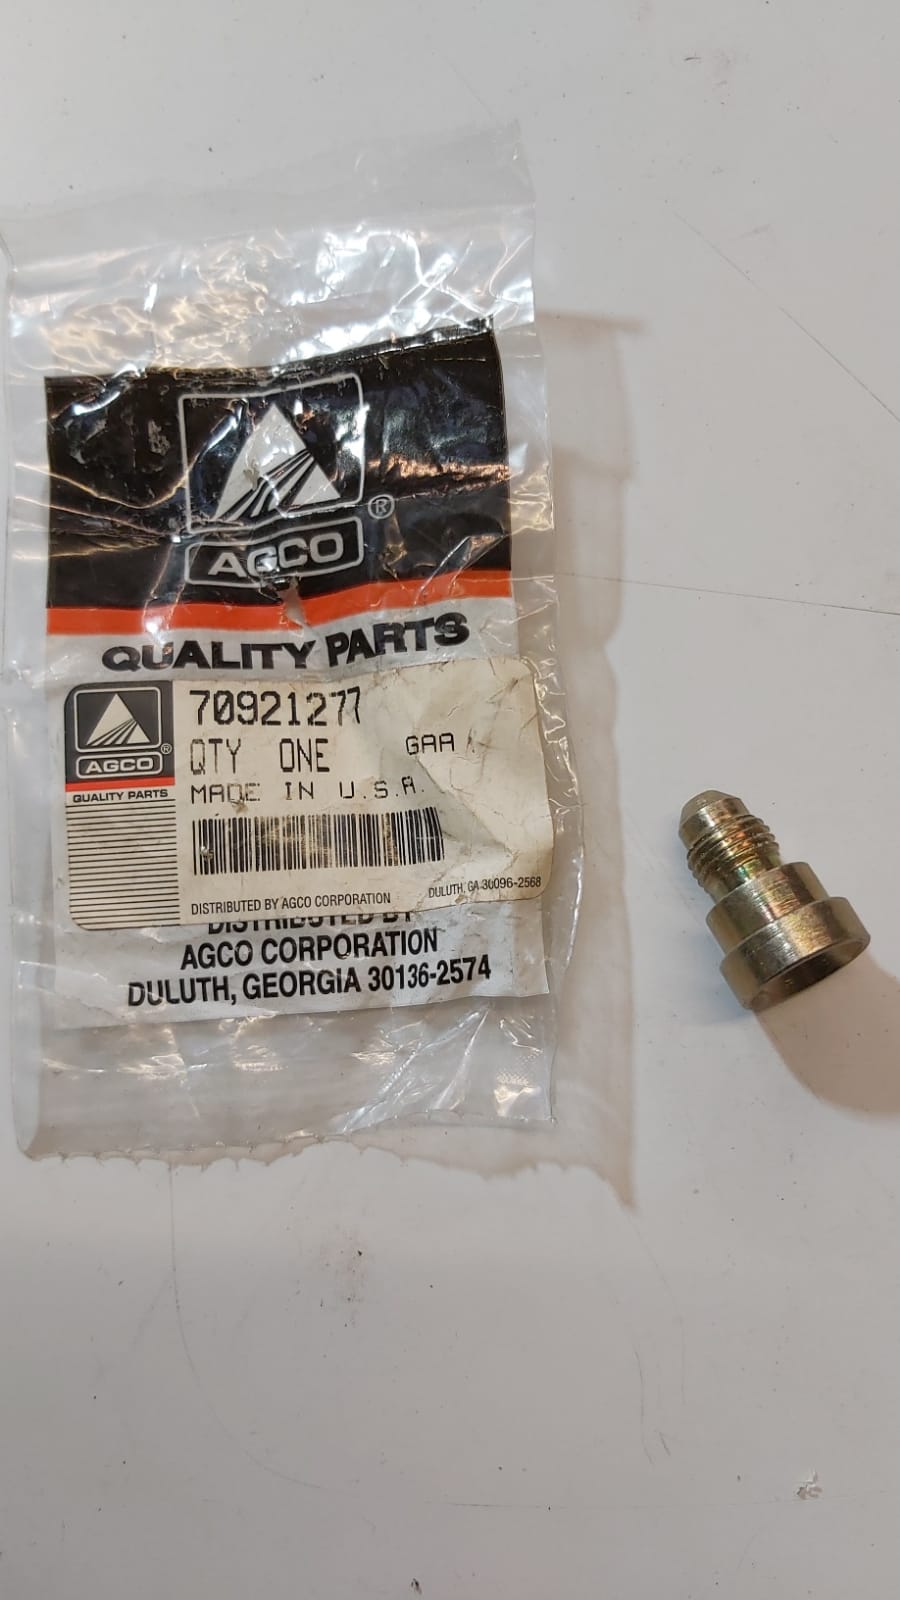 AGCO
®
QUALITY PARTS
AGCO
®
QUALITY PARTS
70921277
QTY ONE GAA
MADE IN U.S.A.
DISTRIBUTED BY AGCO CORPORATION DULUTH, GA 30096-2568
DISTRIBUTED BY
AGCO CORPORATION
DULUTH, GEORGIA 30136-2574